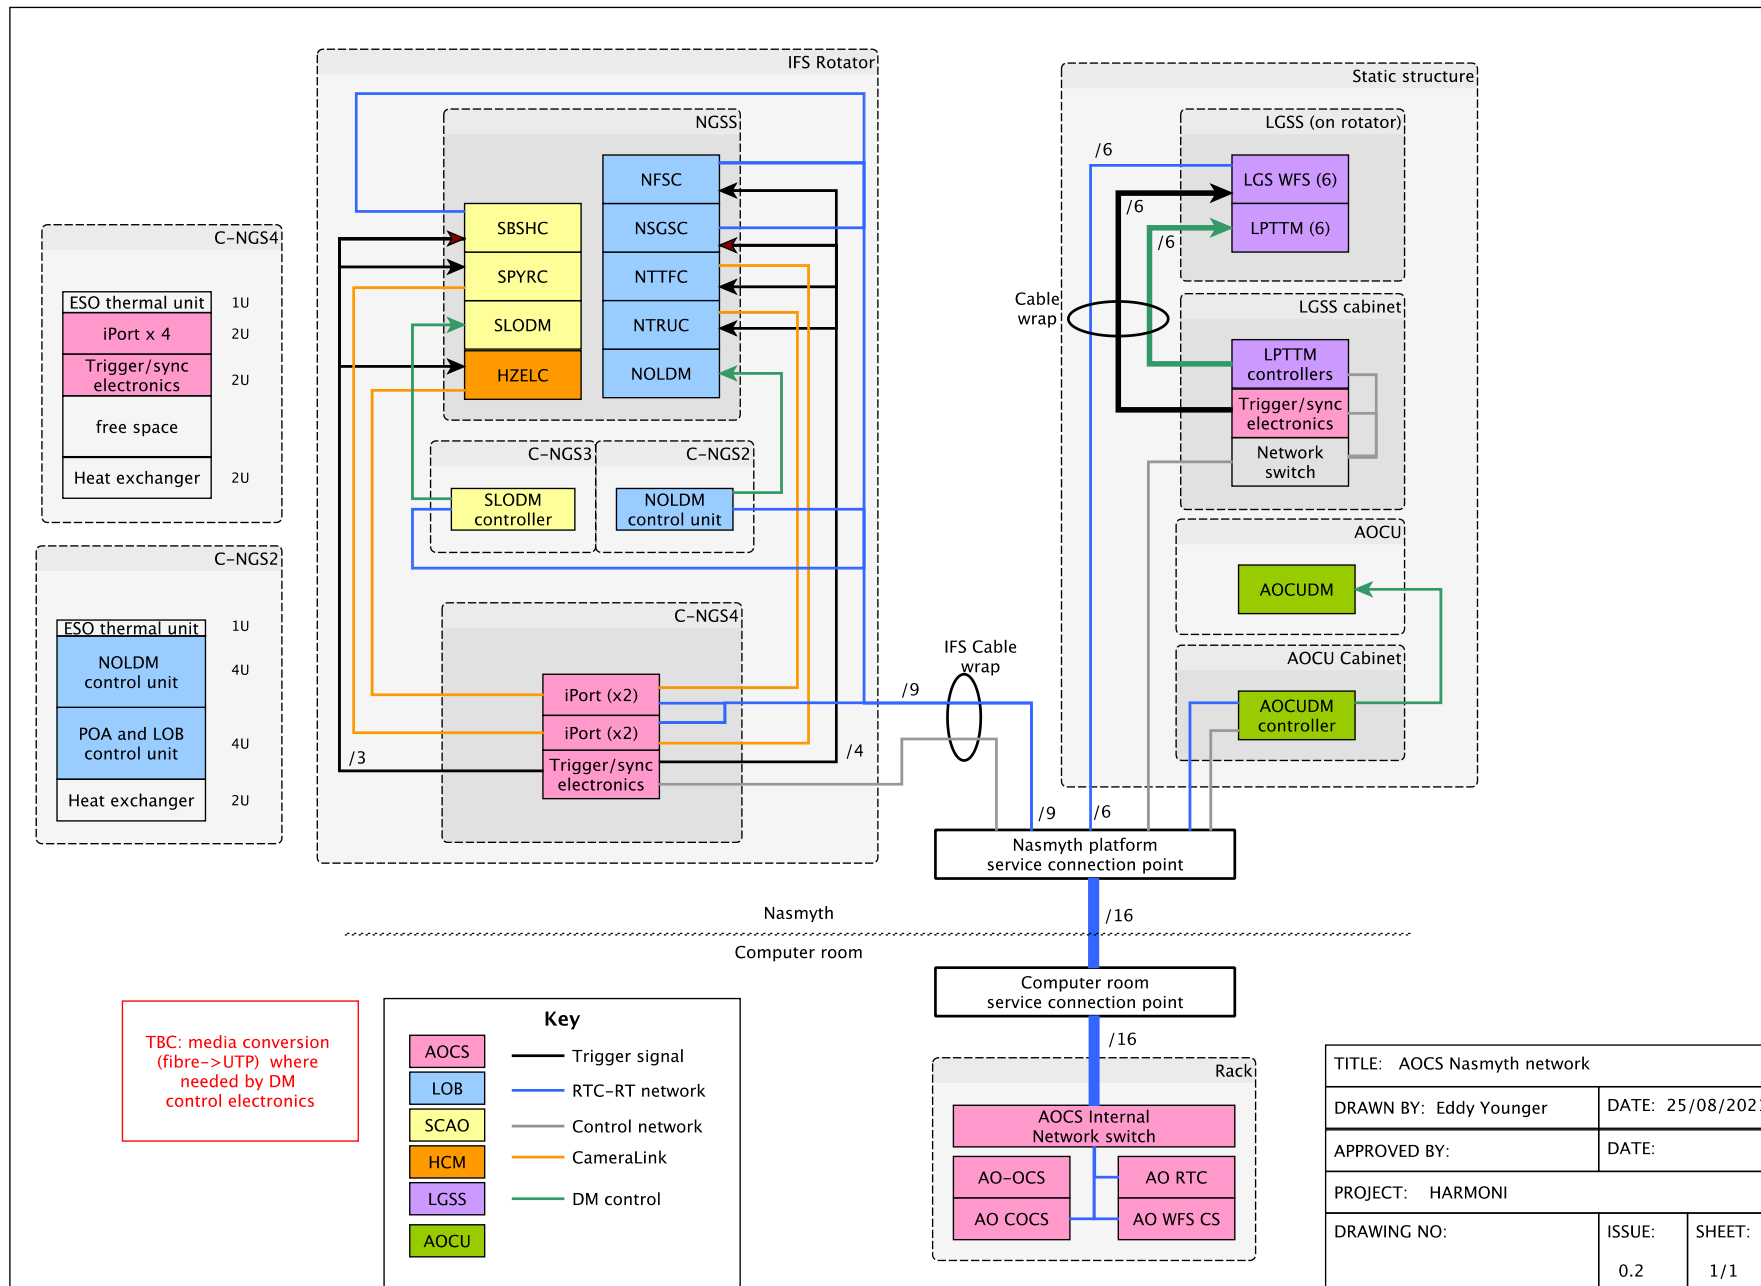 IFS Rotator
NGSS
NFSC
NSGSC
NTTFC
NTRUC
NOLDM
SBSHC
SPYRC
SLODM
HZELC
C-NGS3
SLODM
controller
C-NGS2
NOLDM
control unit
C-NGS4
iPort (x2)
iPort (x2)
Trigger/sync
electronics
/3
/4
/9
IFS Cable
wrap
C-NGS4
ESO thermal unit
1U
iPort x 4
2U
Trigger/sync
electronics
2U
free space
Heat exchanger
2U
C-NGS2
ESO thermal unit
1U
NOLDM
control unit
4U
POA and LOB
control unit
4U
Heat exchanger
2U
Static structure
LGSS (on rotator)
/6
LGS WFS (6)
/6
LPTTM (6)
/6
Cable
wrap
LGSS cabinet
LPTTM
controllers
Trigger/sync
electronics
Network
switch
AOCU
AOCUDM
AOCU Cabinet
AOCUDM
controller
/9
/6
Nasmyth platform
service connection point
/16
Nasmyth
Computer room
Computer room
service connection point
/16
Rack
AOCS Internal
Network switch
AO-OCS
AO RTC
AO COCS
AO WFS CS
TBC: media conversion
(fibre->UTP) where
needed by DM
control electronics
Key
AOCS
LOB
SCAO
HCM
LGSS
AOCU
Trigger signal
RTC-RT network
Control network
CameraLink
DM control
TITLE: AOCS Nasmyth network
DRAWN BY: Eddy Younger
DATE: 25/08/2021
APPROVED BY:
DATE:
PROJECT: HARMONI
DRAWING NO:
ISSUE:
0.2
SHEET:
1/1